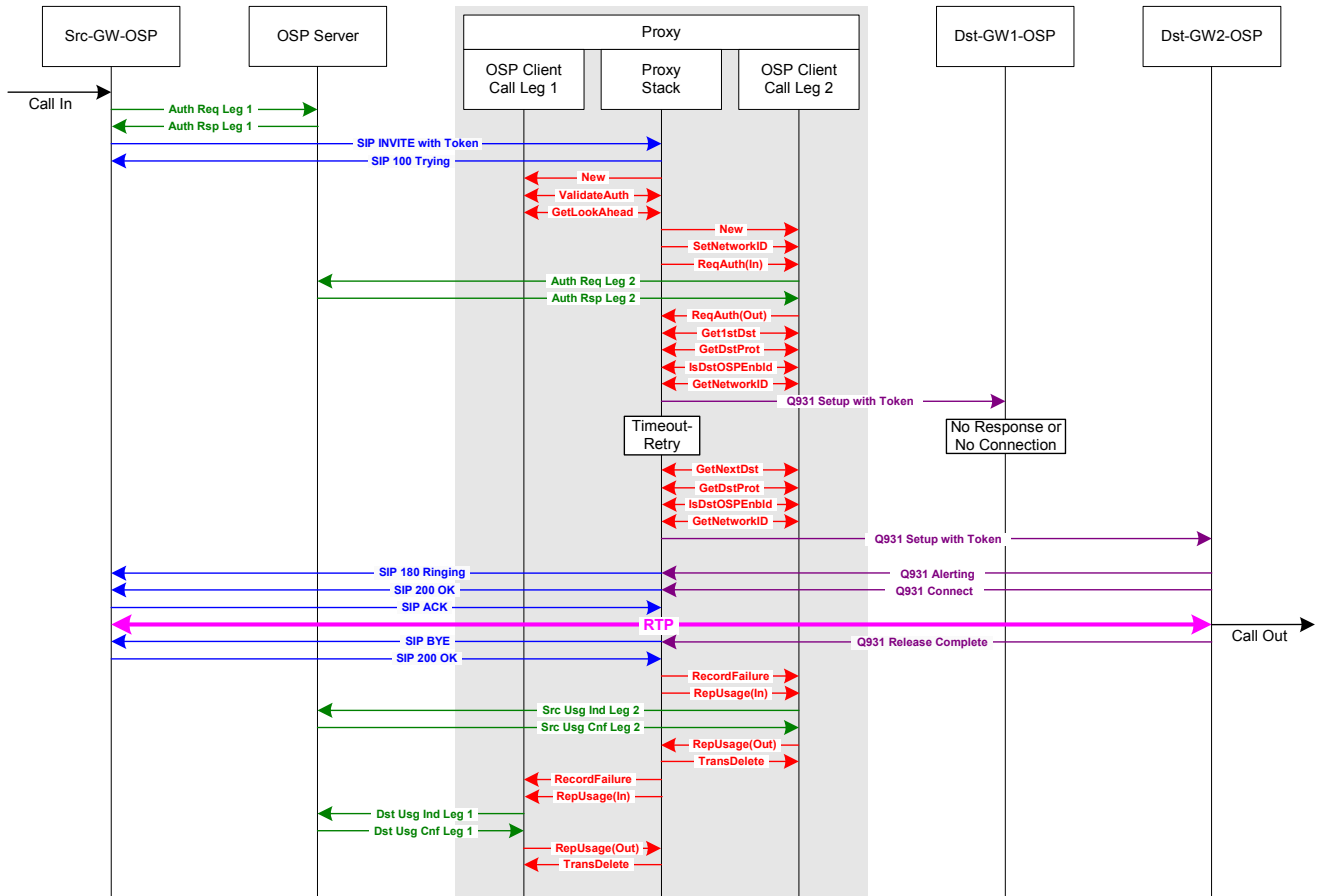 Src-GW-OSP
OSP Server
Proxy
Dst-GW1-OSP
Dst-GW2-OSP
OSP Client
Call Leg 1
Proxy
Stack
OSP Client
Call Leg 2
Call In
Auth Req Leg 1
Auth Rsp Leg 1
SIP INVITE with Token
SIP 100 Trying
New
ValidateAuth
GetLookAhead
New
SetNetworkID
ReqAuth(In)
Auth Req Leg 2
Auth Rsp Leg 2
ReqAuth(Out)
Get1stDst
GetDstProt
IsDstOSPEnbld
GetNetworkID
Q931 Setup with Token
Timeout-
Retry
No Response or
No Connection
GetNextDst
GetDstProt
IsDstOSPEnbld
GetNetworkID
Q931 Setup with Token
SIP 180 Ringing
Q931 Alerting
SIP 200 OK
Q931 Connect
SIP ACK
RTP
Call Out
SIP BYE
Q931 Release Complete
SIP 200 OK
RecordFailure
RepUsage(In)
Src Usg Ind Leg 2
Src Usg Cnf Leg 2
RepUsage(Out)
TransDelete
RecordFailure
RepUsage(In)
Dst Usg Ind Leg 1
Dst Usg Cnf Leg 1
RepUsage(Out)
TransDelete